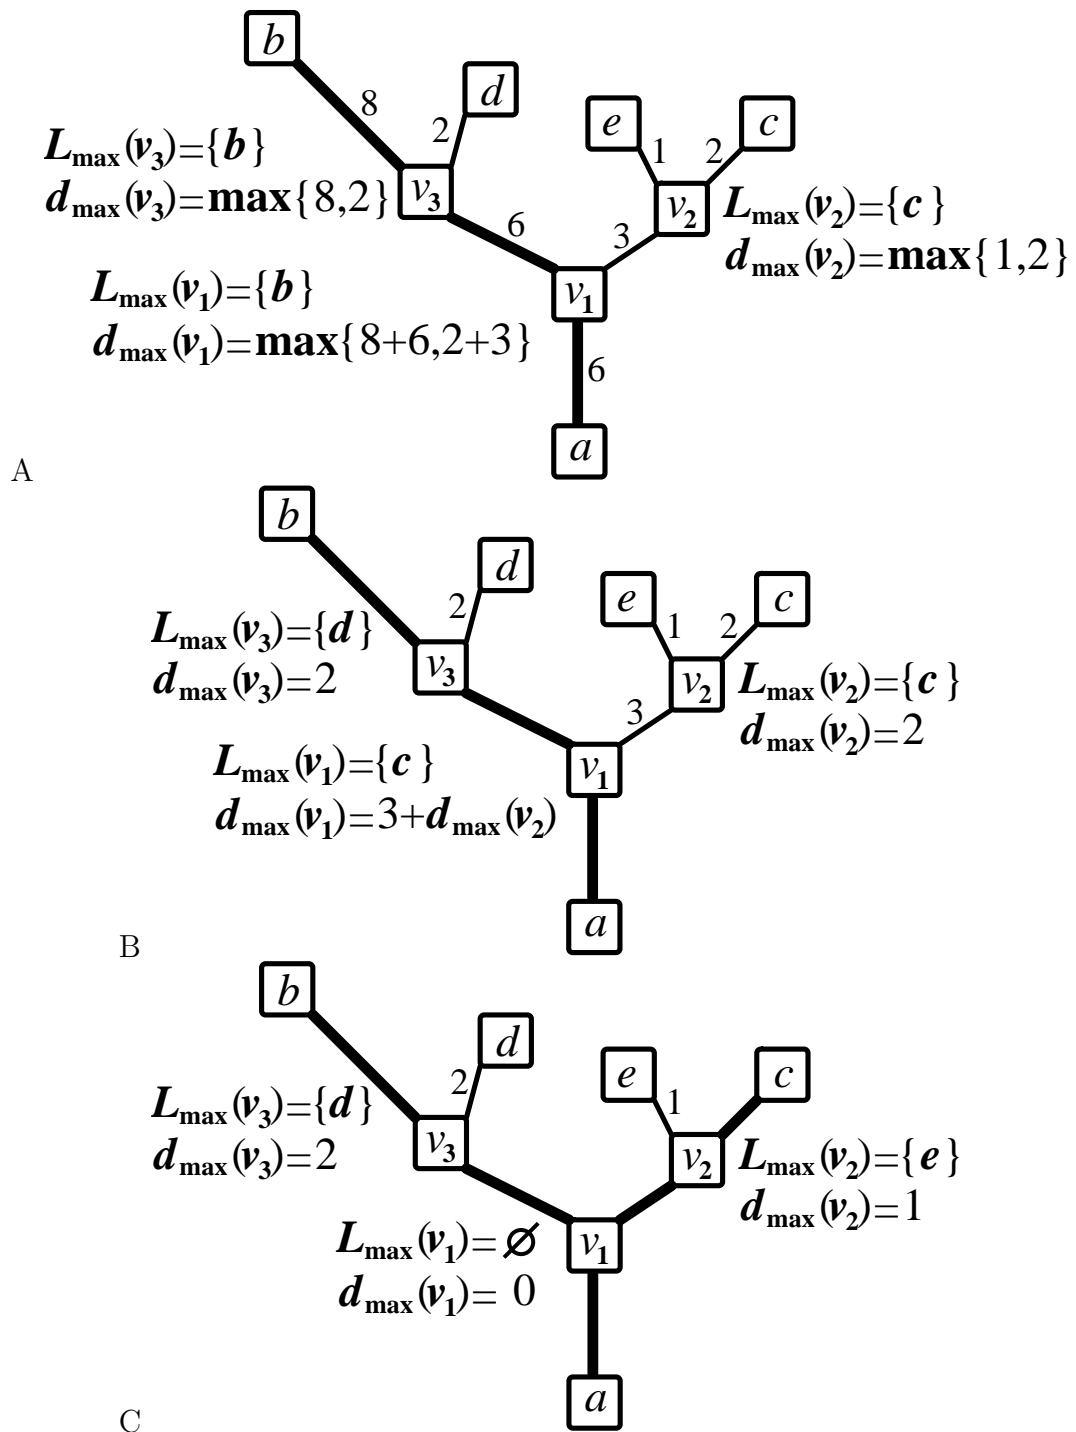 b
d
8
e
c
2
1
2
L_max(v_3)={b}
d_max(v_3)=max{8,2}
v_3
v_2
L_max(v_2)={c}
d_max(v_2)=max{1,2}
6
3
L_max(v_1)={b}
d_max(v_1)=max{8+6,2+3}
v_1
6
a
A
b
d
e
c
2
1
2
L_max(v_3)={d}
d_max(v_3)=2
v_3
v_2
L_max(v_2)={c}
d_max(v_2)=2
3
L_max(v_1)={c}
d_max(v_1)=3+d_max(v_2)
v_1
a
B
b
d
e
c
2
1
L_max(v_3)={d}
d_max(v_3)=2
v_3
v_2
L_max(v_2)={e}
d_max(v_2)=1
L_max(v_1)=∅
d_max(v_1)= 0
v_1
a
C